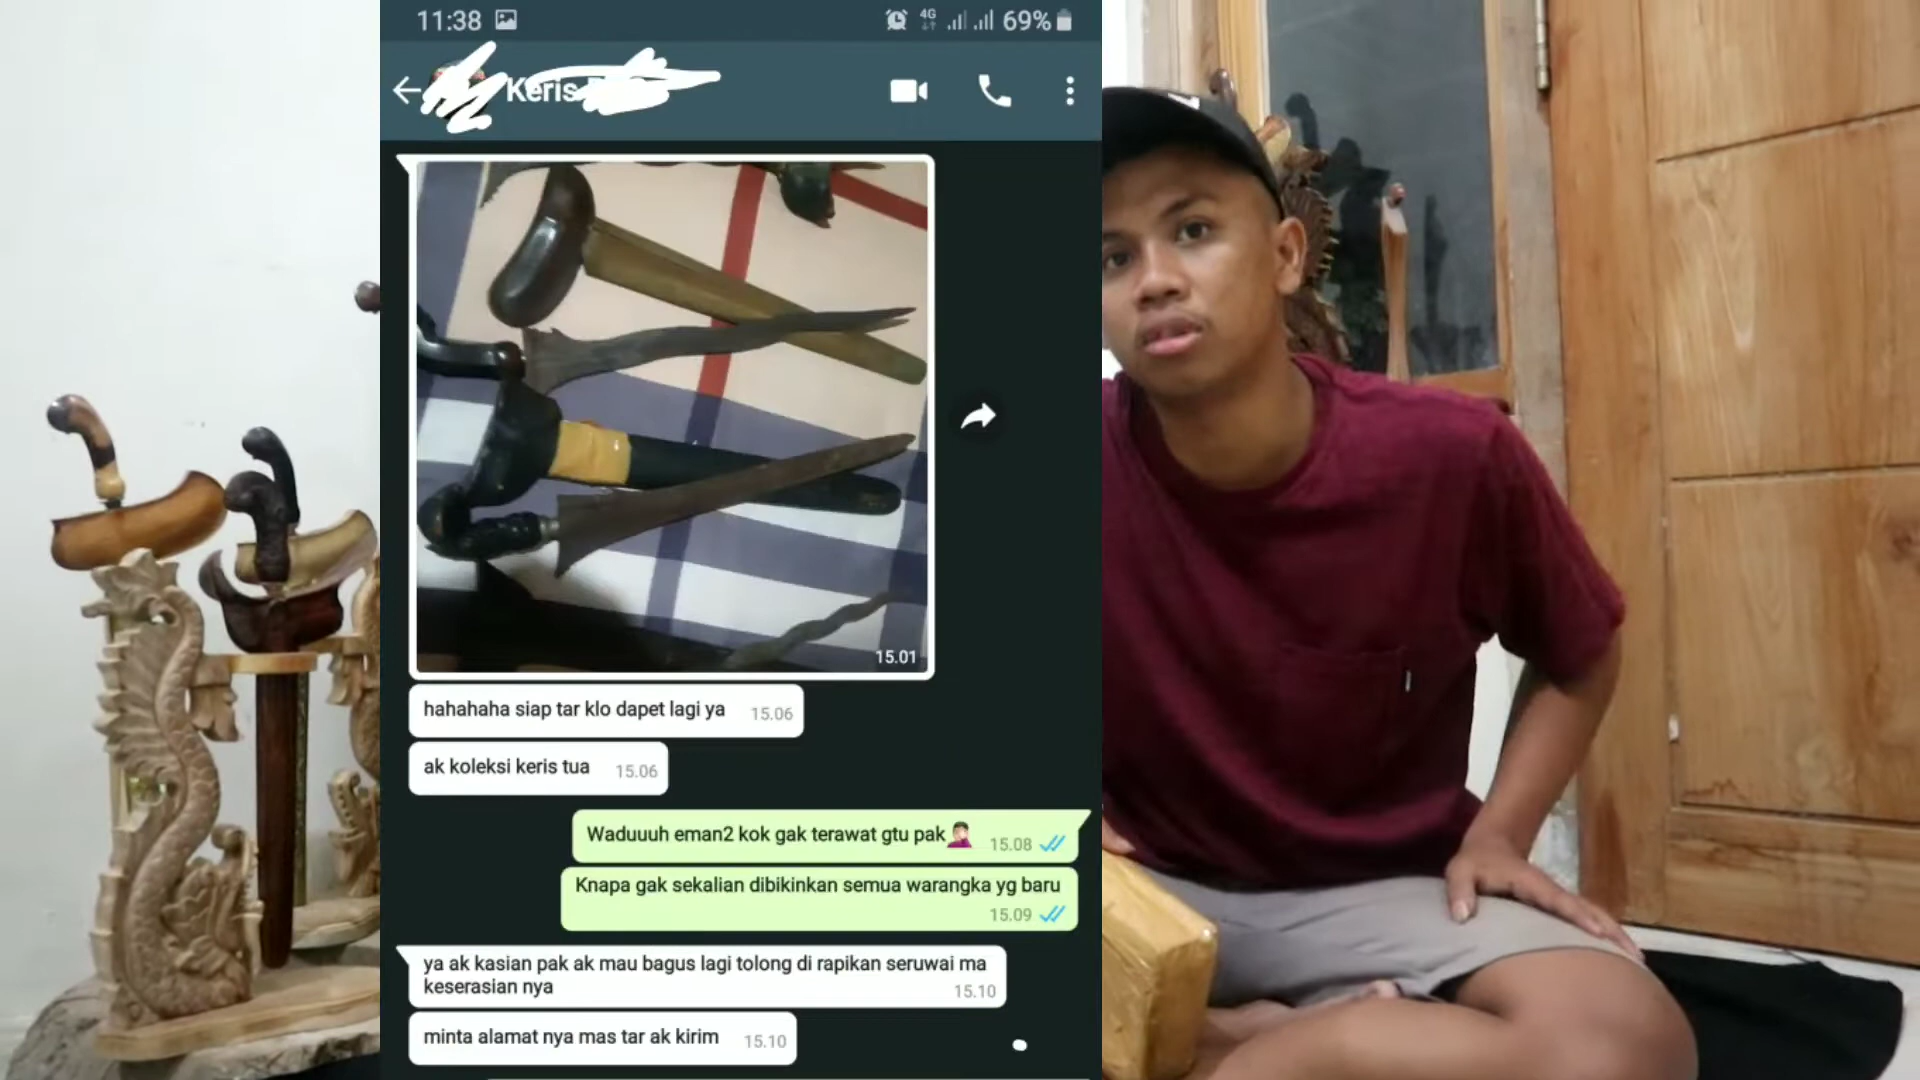 11:38
4G
69%
Keris
15.01
hahahaha siap tar klo dapet lagi ya 15.06
ak koleksi keris tua 15.06
Waduuuh eman2 kok gak terawat gtu pak🤦 15.08
Knapa gak sekalian dibikinkan semua warangka yg baru
15.09
ya ak kasian pak ak mau bagus lagi tolong di rapikan seruwai ma
keserasian nya 15.10
minta alamat nya mas tar ak kirim 15.10